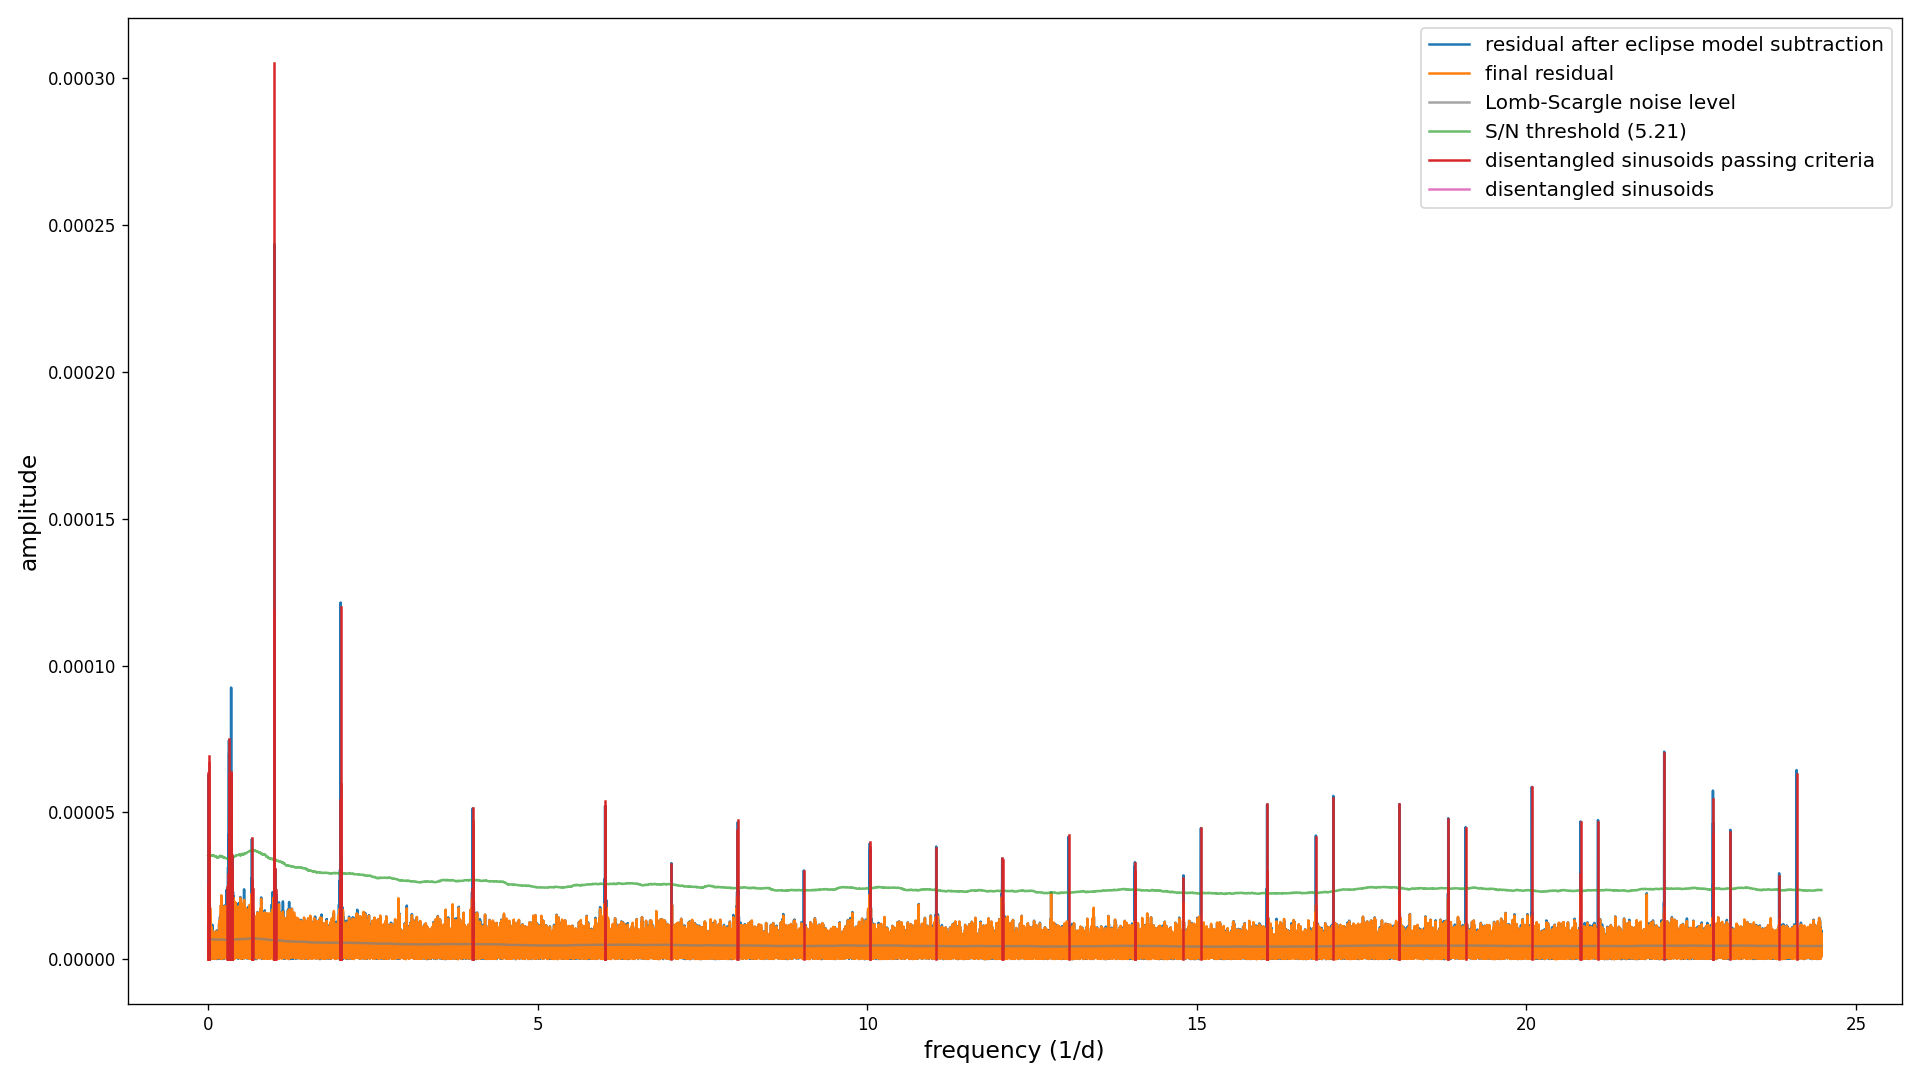 residual after eclipse model subtraction
final residual
Lomb-Scargle noise level
S/N threshold (5.21)
disentangled sinusoids passing criteria
disentangled sinusoids
0.00030
0.00025
0.00020
0.00015
0.00010
0.00005
0.00000
amplitude
0 5 10 15 20 25
frequency (1/d)